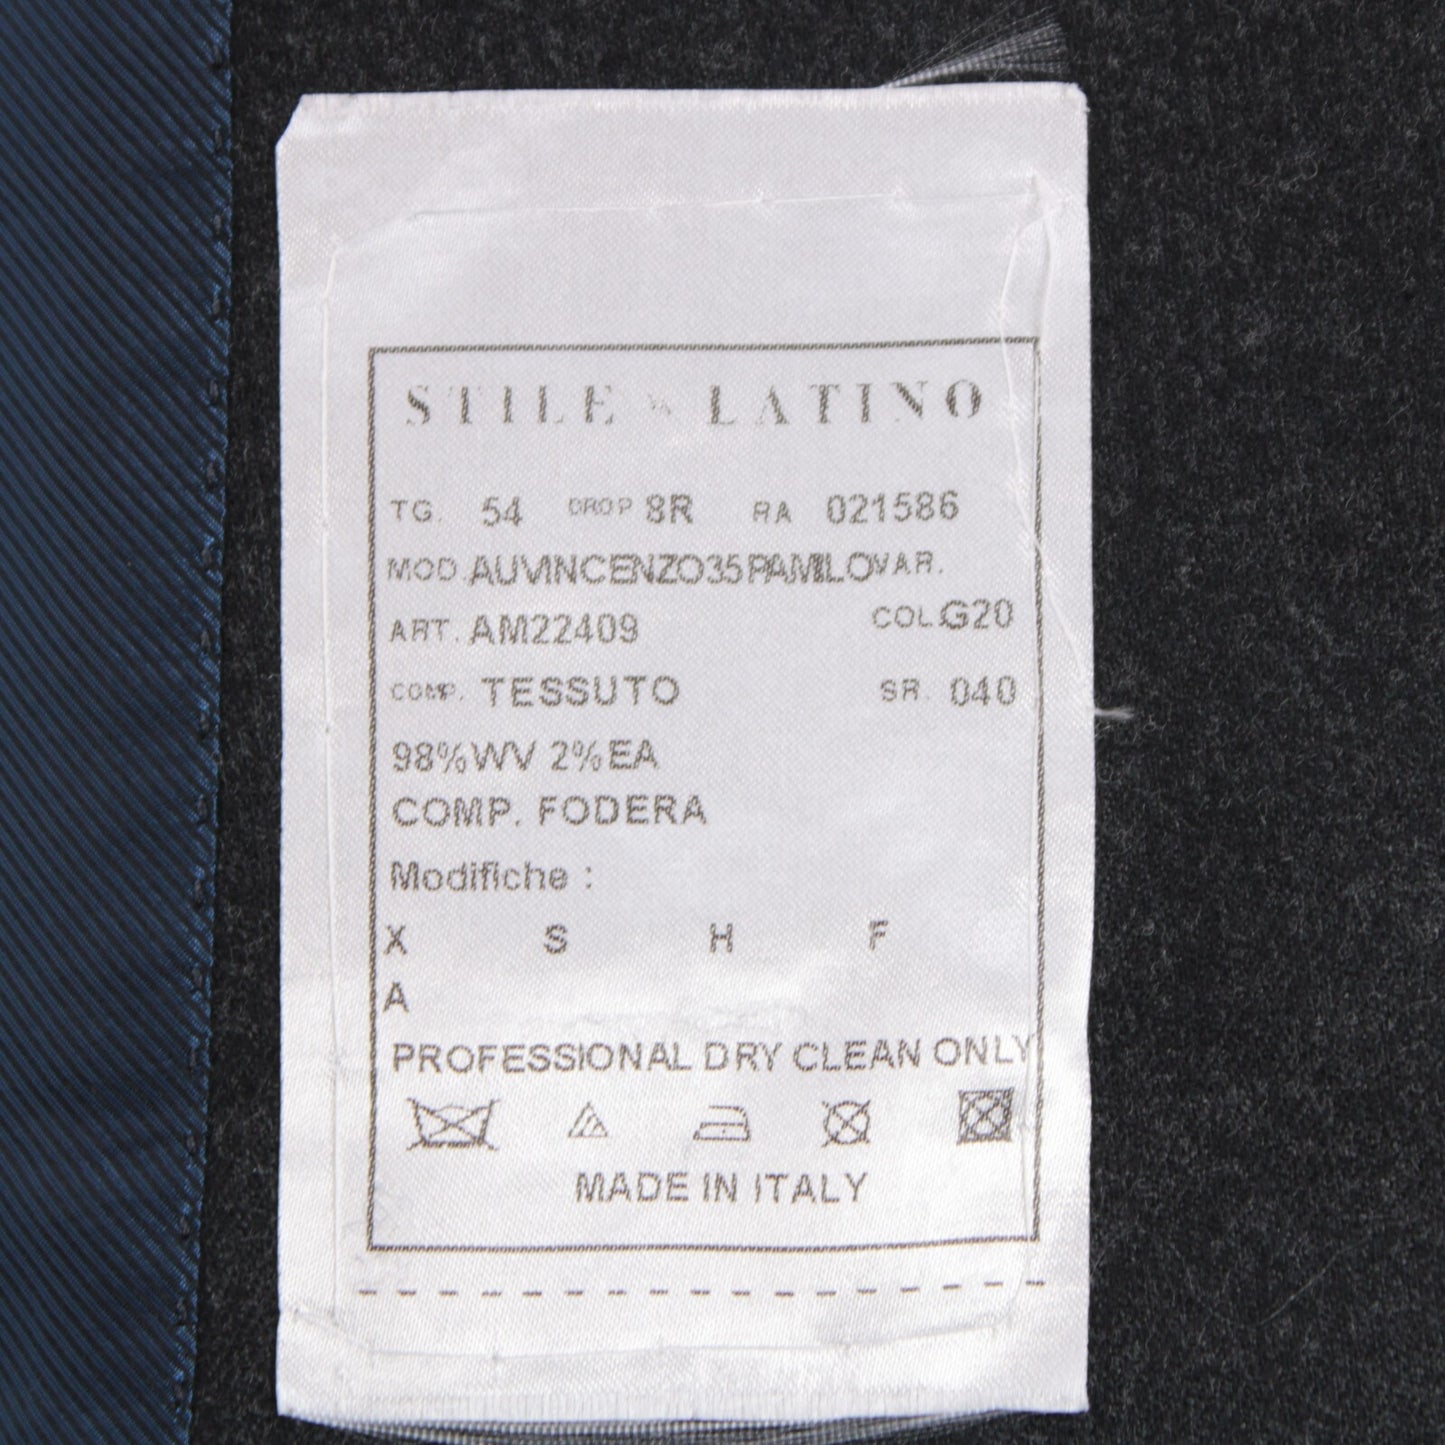 STILE LATINO
TG. 54 DROP 8R RA 021586
MOD. AUVINCENZO35PAMILO VAR.
ART. AM22409 COL. G20
COMP. TESSUTO SR. 040
98%WV 2%EA
COMP. FODERA
Modifiche :
X S H F
A
PROFESSIONAL DRY CLEAN ONLY
MADE IN ITALY